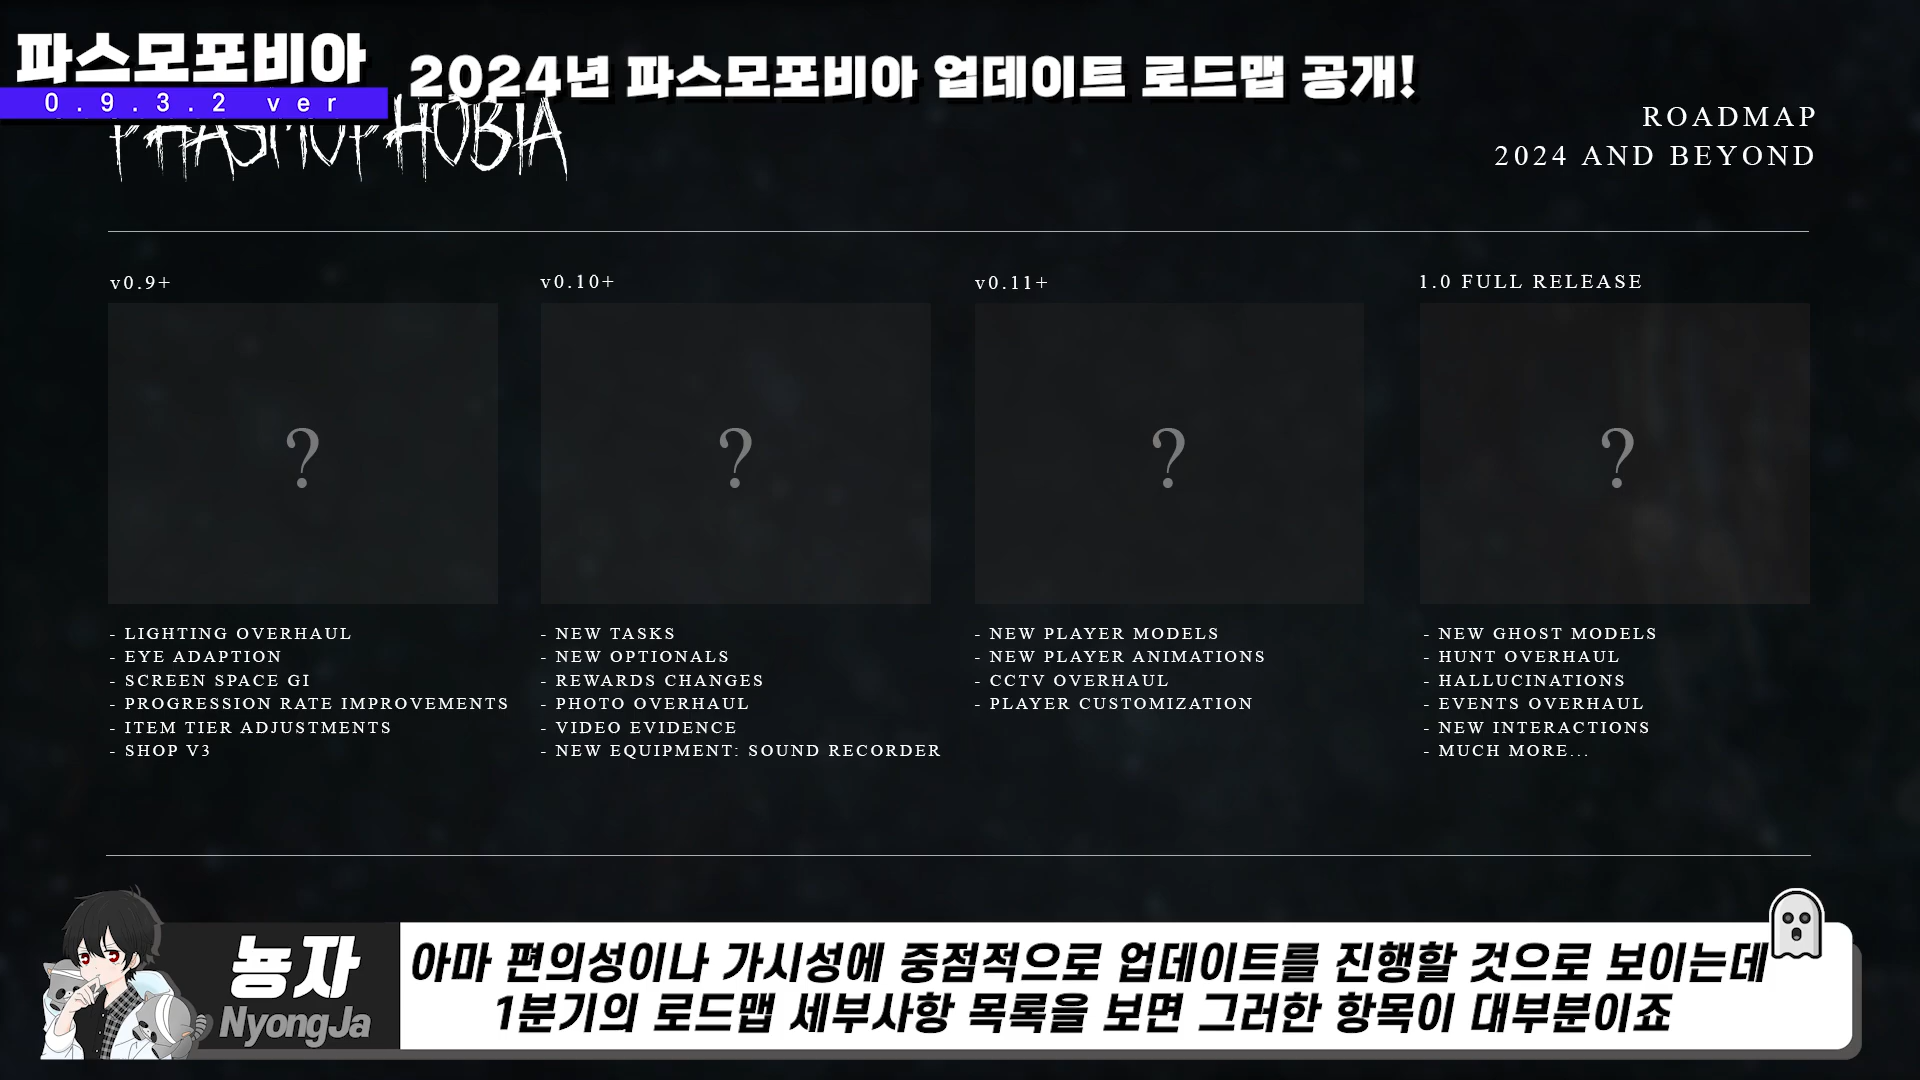 파스모포비아
0.9.3.2 ver
2024년 파스모포비아 업데이트 로드맵 공개!
PHASMOPHOBIA
ROADMAP
2024 AND BEYOND
v0.9+
?
- LIGHTING OVERHAUL
- EYE ADAPTION
- SCREEN SPACE GI
- PROGRESSION RATE IMPROVEMENTS
- ITEM TIER ADJUSTMENTS
- SHOP V3
v0.10+
?
- NEW TASKS
- NEW OPTIONALS
- REWARDS CHANGES
- PHOTO OVERHAUL
- VIDEO EVIDENCE
- NEW EQUIPMENT: SOUND RECORDER
v0.11+
?
- NEW PLAYER MODELS
- NEW PLAYER ANIMATIONS
- CCTV OVERHAUL
- PLAYER CUSTOMIZATION
1.0 FULL RELEASE
?
- NEW GHOST MODELS
- HUNT OVERHAUL
- HALLUCINATIONS
- EVENTS OVERHAUL
- NEW INTERACTIONS
- MUCH MORE...
뇽자
NyongJa
아마 편의성이나 가시성에 중점적으로 업데이트를 진행할 것으로 보이는데
1분기의 로드맵 세부사항 목록을 보면 그러한 항목이 대부분이죠